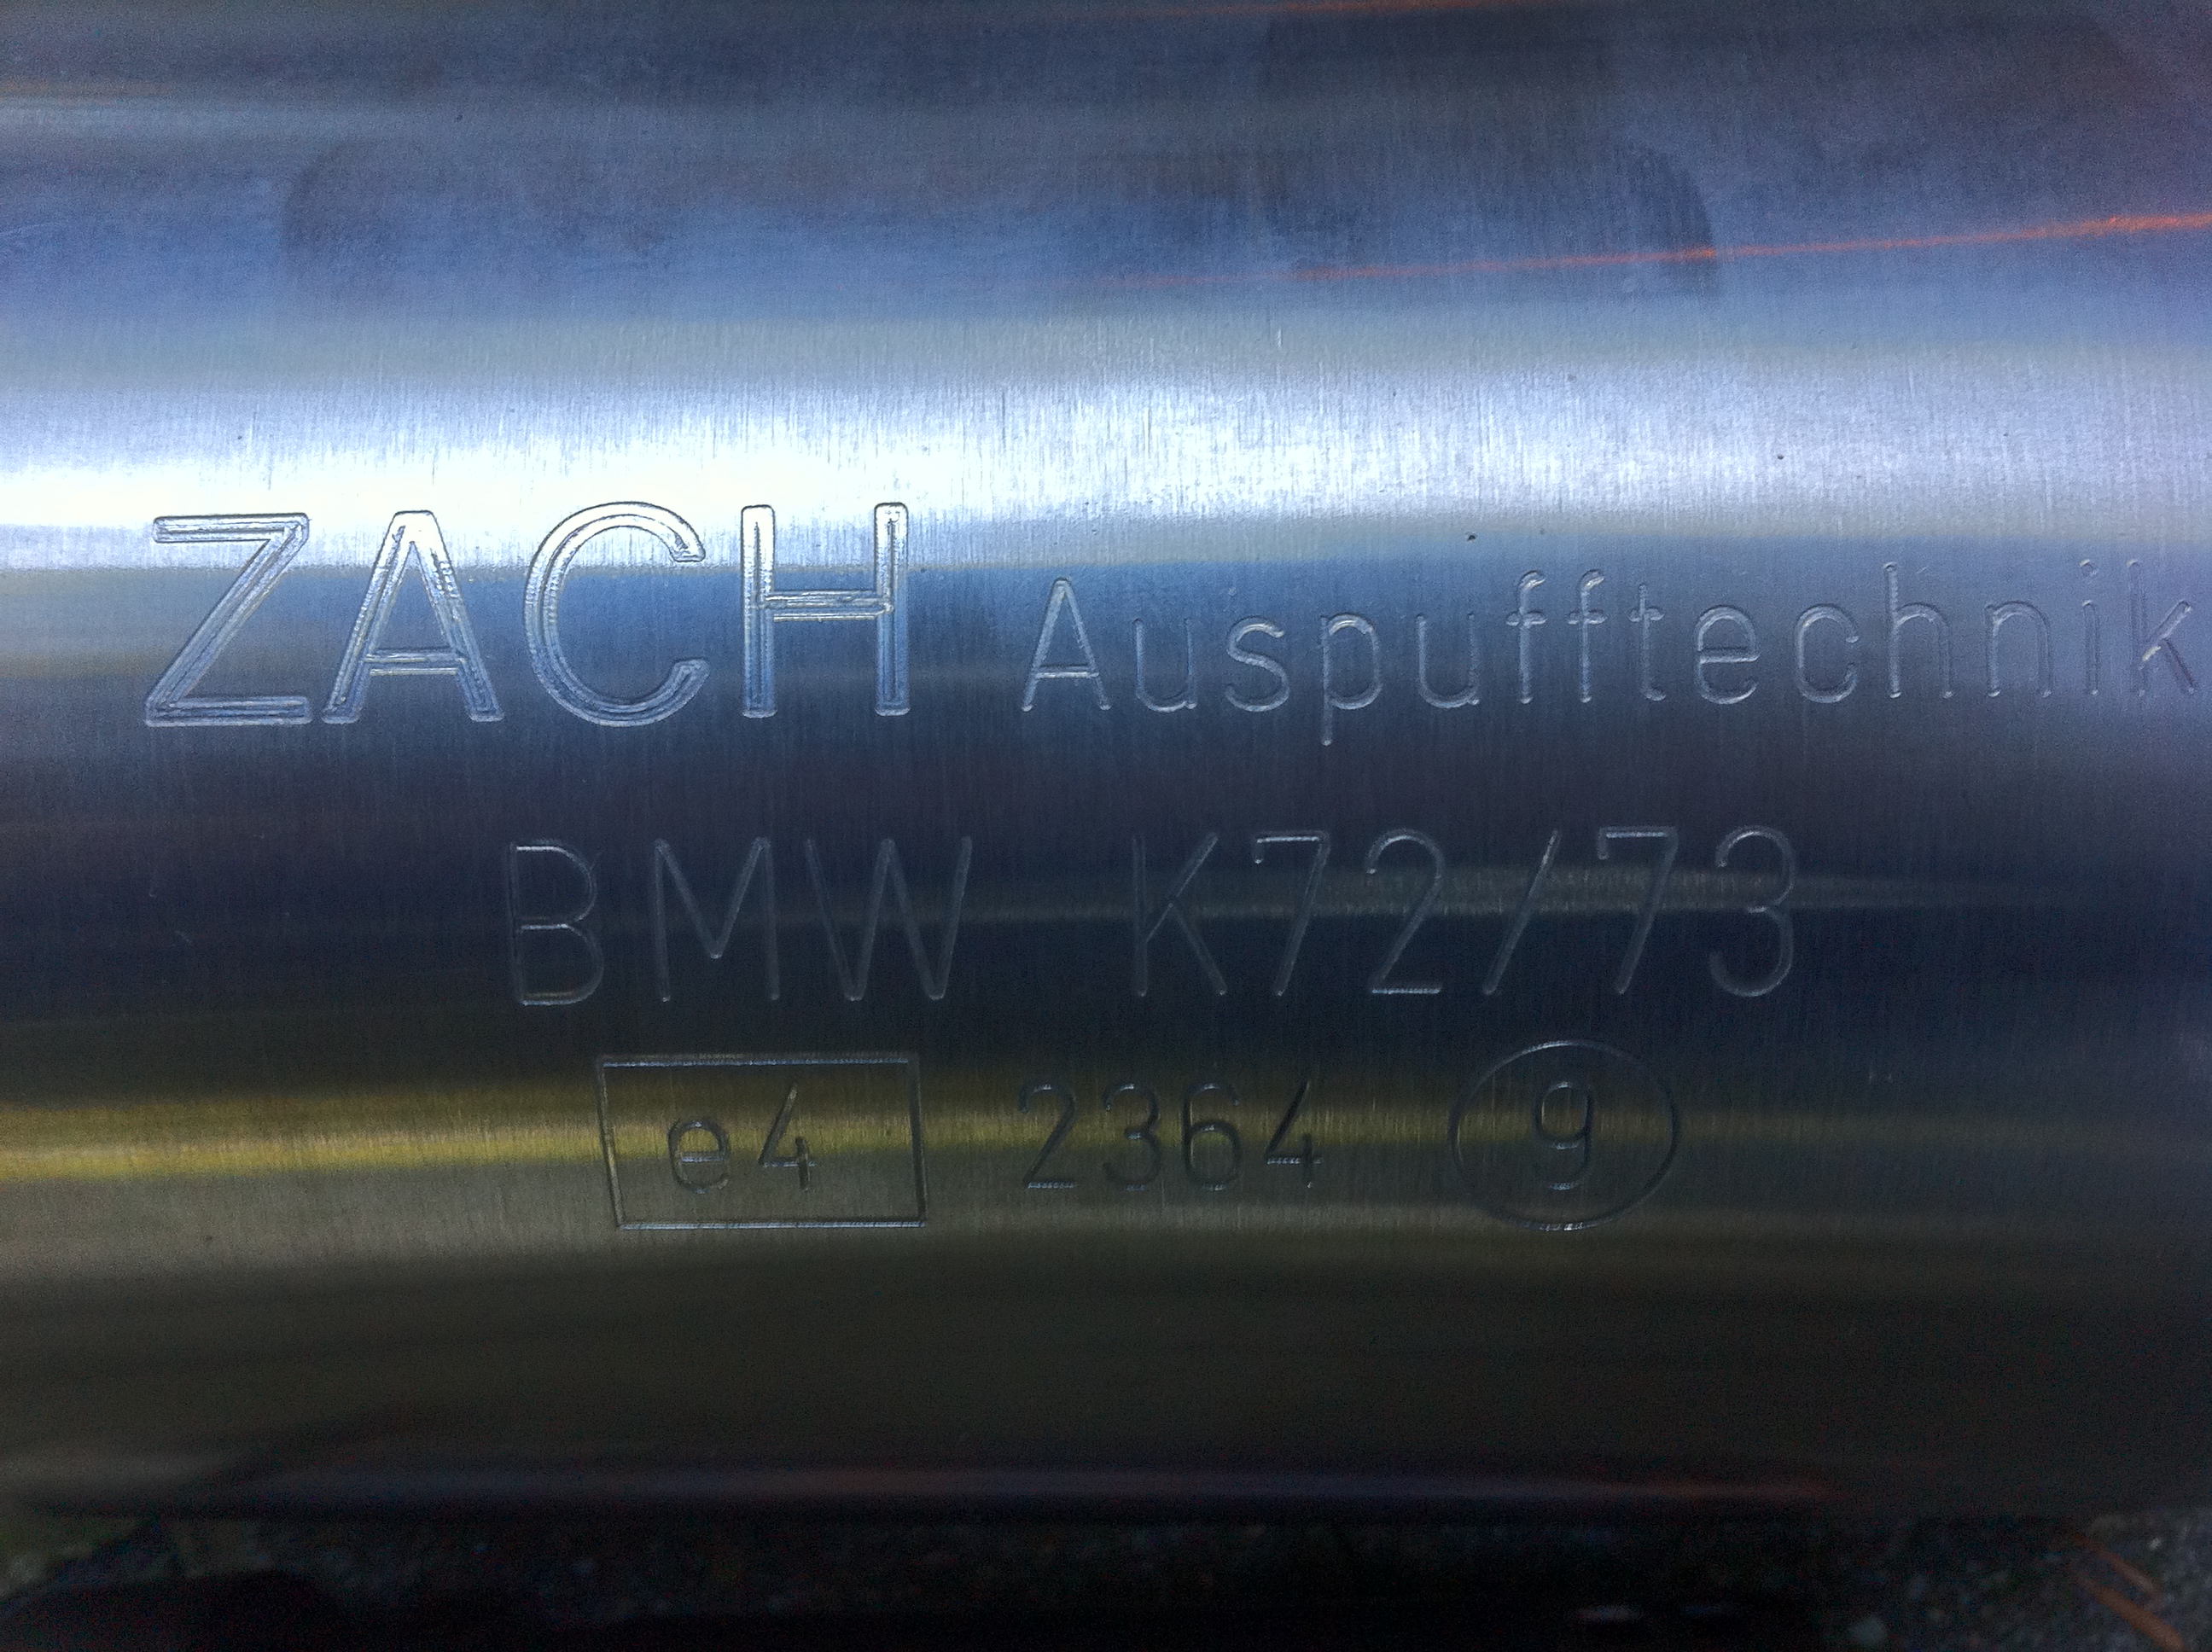 ZACH Auspufftechnik
BMW K72/73
e4 2364 9